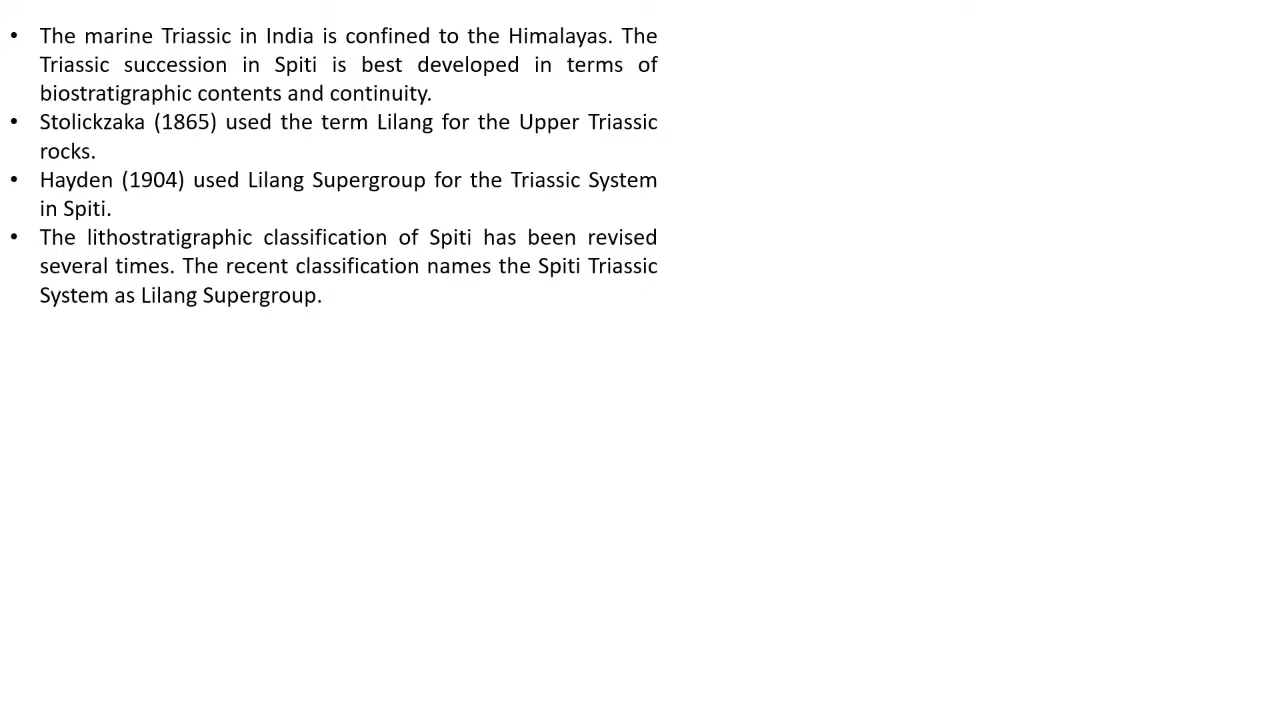 • The marine Triassic in India is confined to the Himalayas. The
Triassic succession in Spiti is best developed in terms of
biostratigraphic contents and continuity.
• Stolickzaka (1865) used the term Lilang for the Upper Triassic
rocks.
• Hayden (1904) used Lilang Supergroup for the Triassic System
in Spiti.
• The lithostratigraphic classification of Spiti has been revised
several times. The recent classification names the Spiti Triassic
System as Lilang Supergroup.